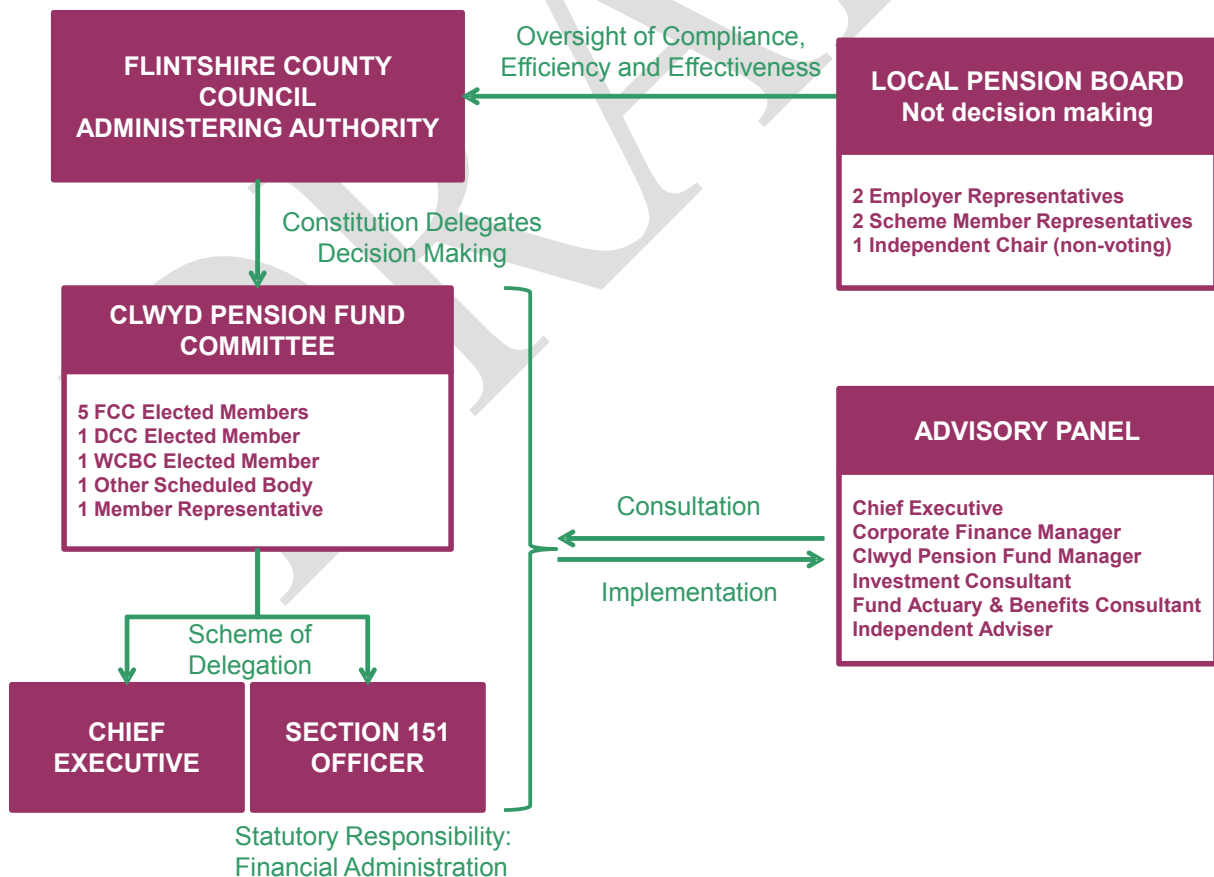 FLINTSHIRE COUNTY
COUNCIL
ADMINISTERING AUTHORITY
Oversight of Compliance,
Efficiency and Effectiveness
LOCAL PENSION BOARD
Not decision making
2 Employer Representatives
2 Scheme Member Representatives
1 Independent Chair (non-voting)
Constitution Delegates
Decision Making
CLWYD PENSION FUND
COMMITTEE
5 FCC Elected Members
1 DCC Elected Member
1 WCBC Elected Member
1 Other Scheduled Body
1 Member Representative
Consultation
Implementation
ADVISORY PANEL
Chief Executive
Corporate Finance Manager
Clwyd Pension Fund Manager
Investment Consultant
Fund Actuary & Benefits Consultant
Independent Adviser
Scheme of
Delegation
CHIEF
EXECUTIVE
SECTION 151
OFFICER
Statutory Responsibility:
Financial Administration